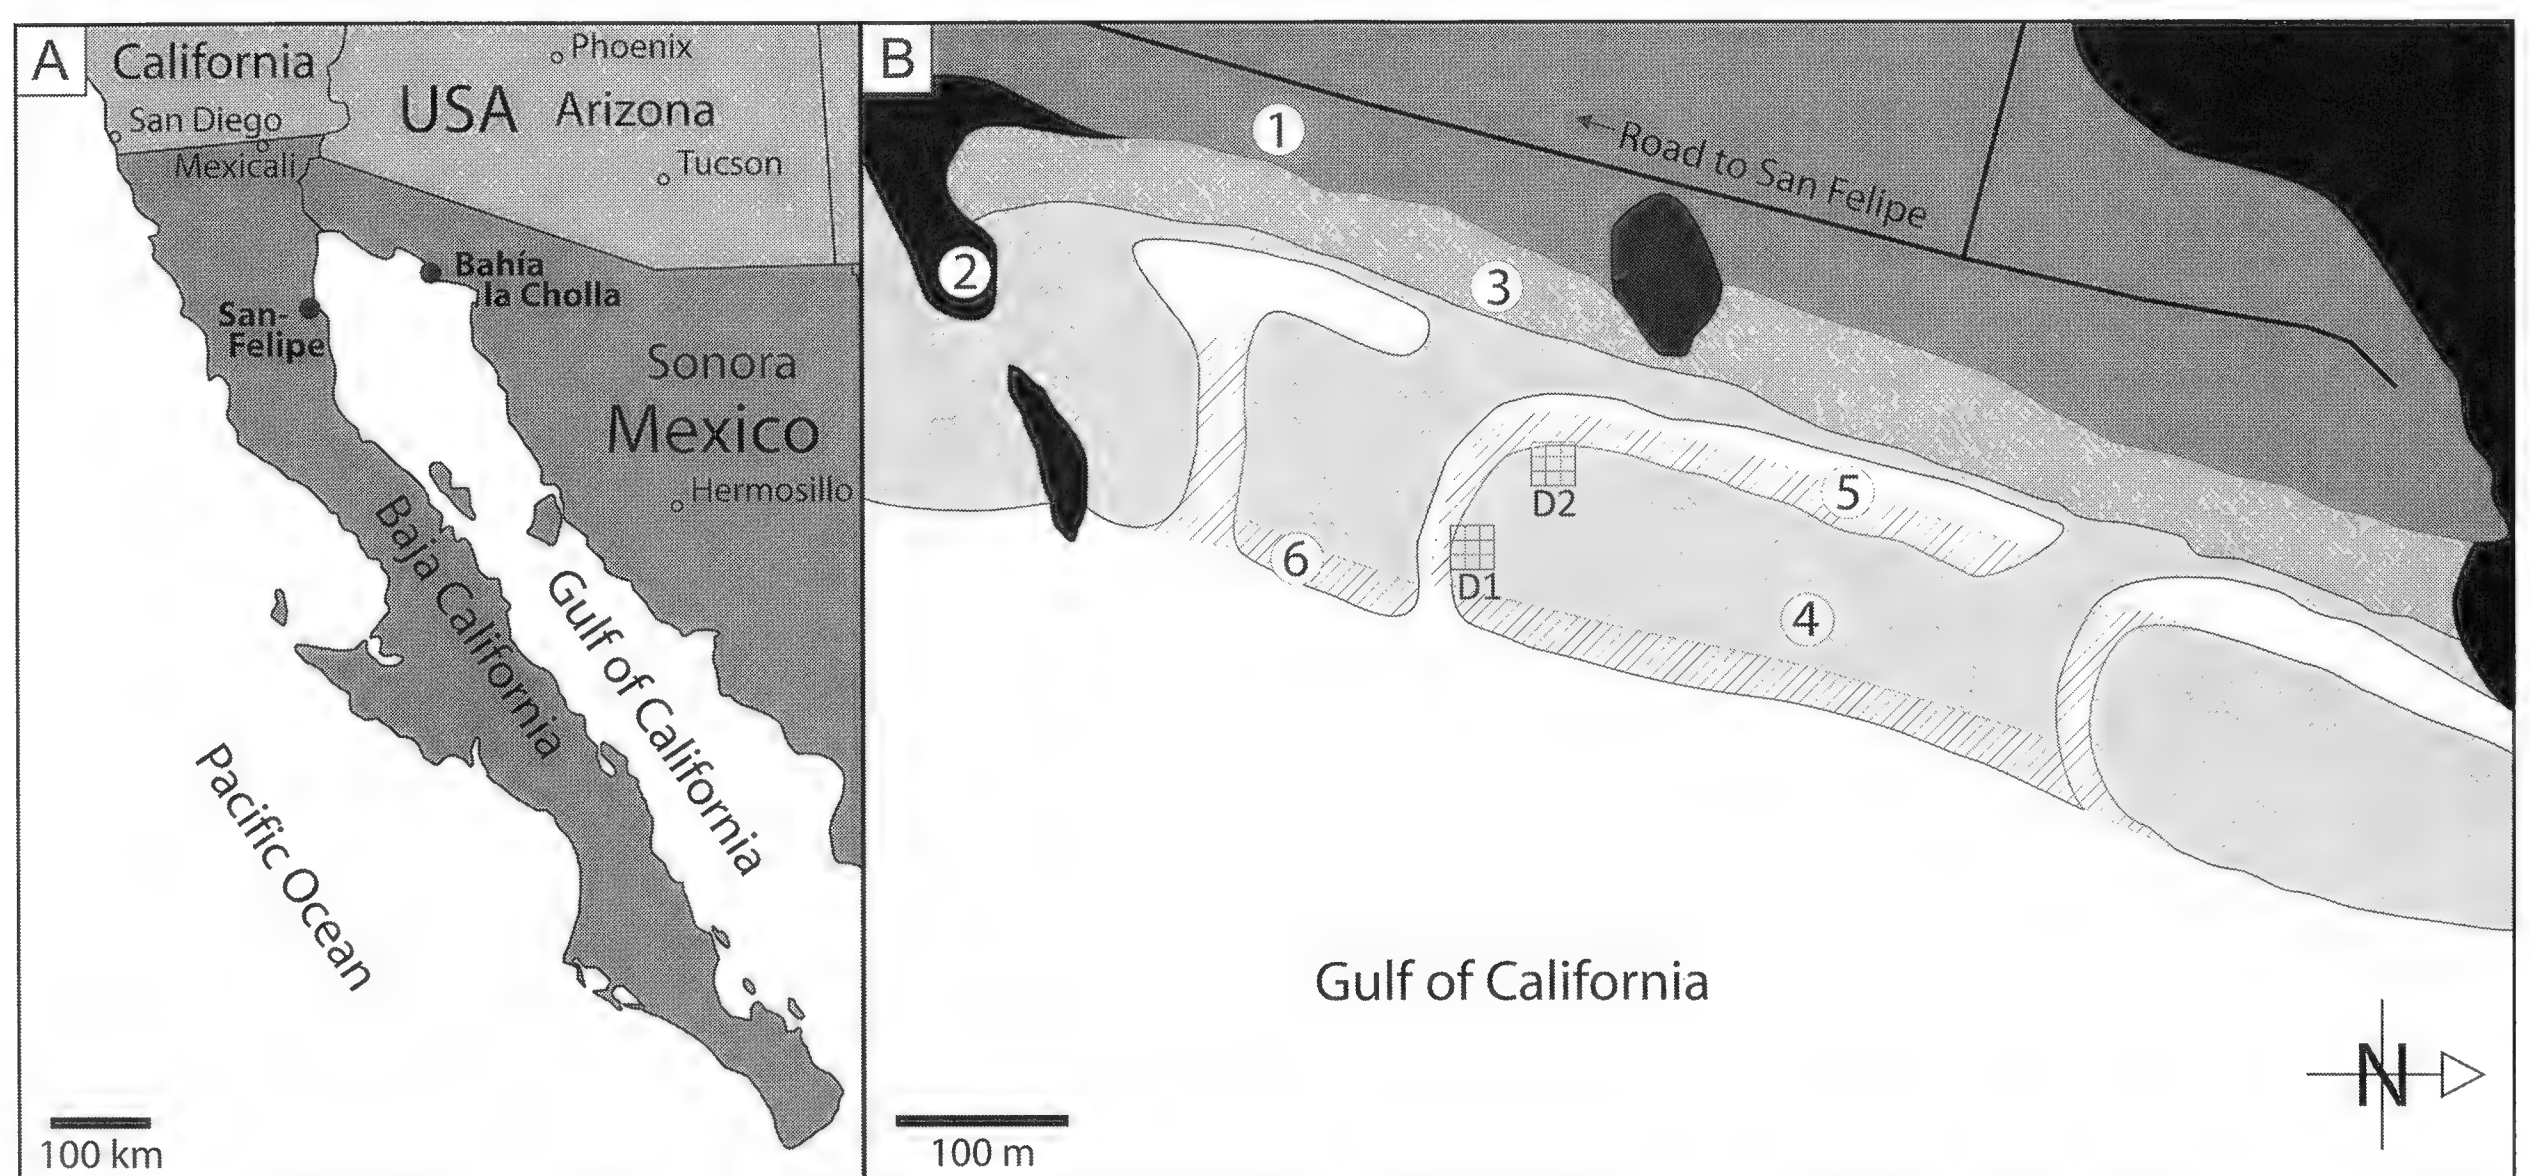 A
California
San Diego
Mexicali
USA
Phoenix
Arizona
Tucson
Bahía
la Cholla
San-
Felipe
Sonora
Mexico
Hermosillo
Baja California
Gulf of California
Pacific Ocean
100 km
B
1
Road to San Felipe
2
3
D2
5
D1
6
4
Gulf of California
N
100 m